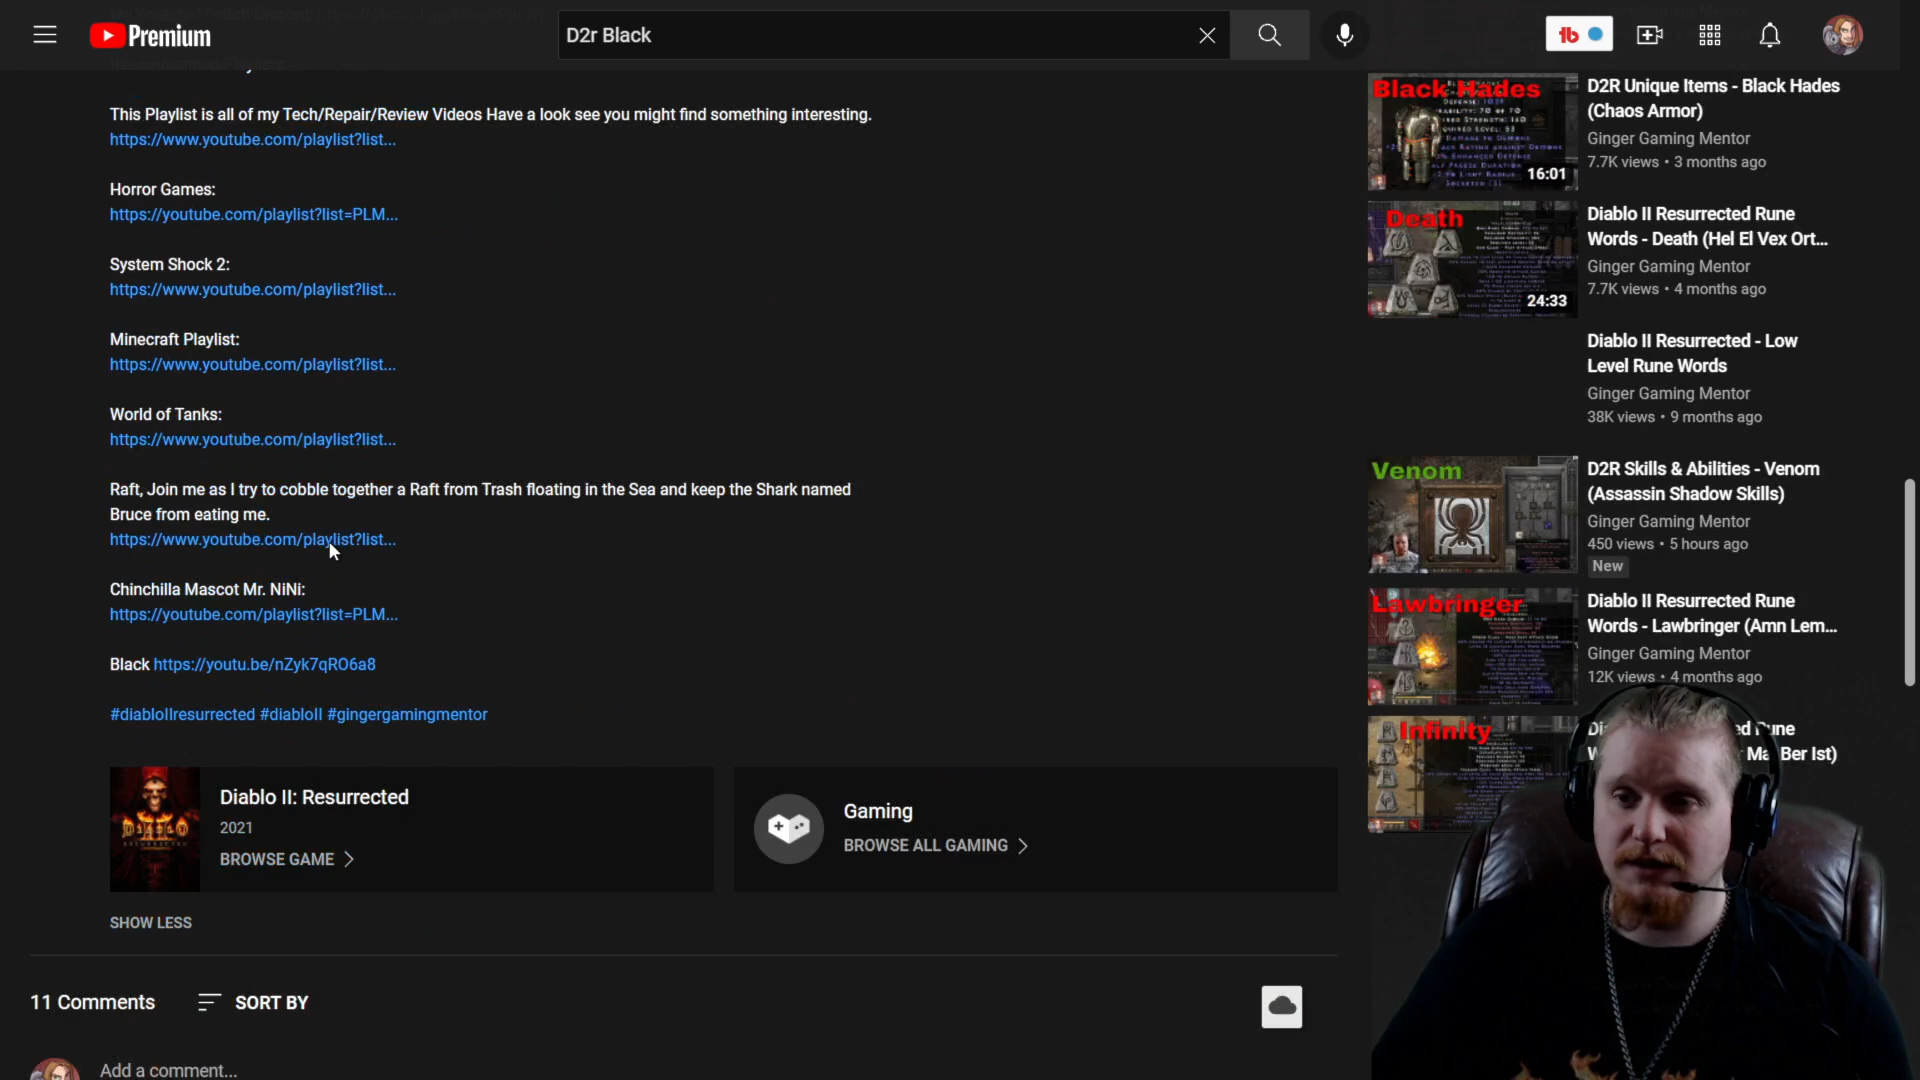 Premium
D2r Black
This Playlist is all of my Tech/Repair/Review Videos Have a look see you might find something interesting.
https://www.youtube.com/playlist?list...
Horror Games:
https://youtube.com/playlist?list=PLM...
System Shock 2:
https://www.youtube.com/playlist?list...
Minecraft Playlist:
https://www.youtube.com/playlist?list...
World of Tanks:
https://www.youtube.com/playlist?list...
Raft, Join me as I try to cobble together a Raft from Trash floating in the Sea and keep the Shark named
Bruce from eating me.
https://www.youtube.com/playlist?list...
Chinchilla Mascot Mr. NiNi:
https://youtube.com/playlist?list=PLM...
Black https://youtu.be/nZyk7qRO6a8
#diabloIIresurrected #diabloII #gingergamingmentor
Diablo II: Resurrected
2021
BROWSE GAME
Gaming
BROWSE ALL GAMING
SHOW LESS
11 Comments
SORT BY
Add a comment...
Black Hades
16:01
D2R Unique Items - Black Hades
(Chaos Armor)
Ginger Gaming Mentor
7.7K views • 3 months ago
Death
24:33
Diablo II Resurrected Rune
Words - Death (Hel El Vex Ort...
Ginger Gaming Mentor
7.7K views • 4 months ago
Diablo II Resurrected - Low
Level Rune Words
Ginger Gaming Mentor
38K views • 9 months ago
Venom
D2R Skills & Abilities - Venom
(Assassin Shadow Skills)
Ginger Gaming Mentor
450 views • 5 hours ago
New
Lawbringer
Diablo II Resurrected Rune
Words - Lawbringer (Amn Lem...
Ginger Gaming Mentor
12K views • 4 months ago
Infinity
Ma Ber Ist)